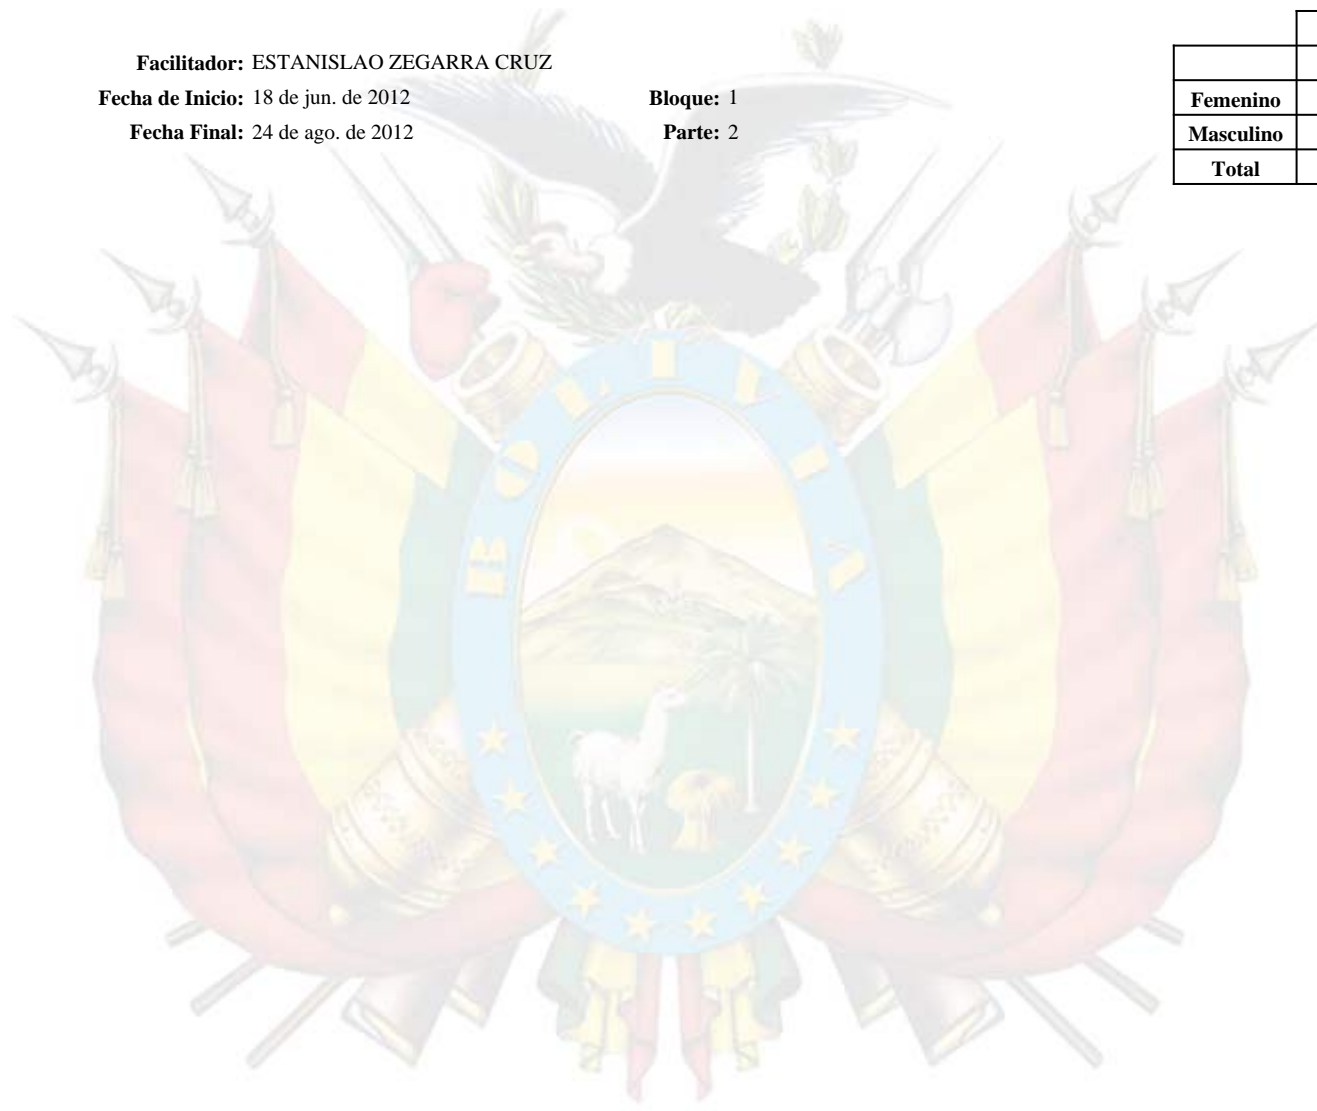 Facilitador: ESTANISLAO ZEGARRA CRUZ
Fecha de Inicio: 18 de jun. de 2012 Bloque: 1
Fecha Final: 24 de ago. de 2012 Parte: 2
Femenino
Masculino
Total
BOLIVIA